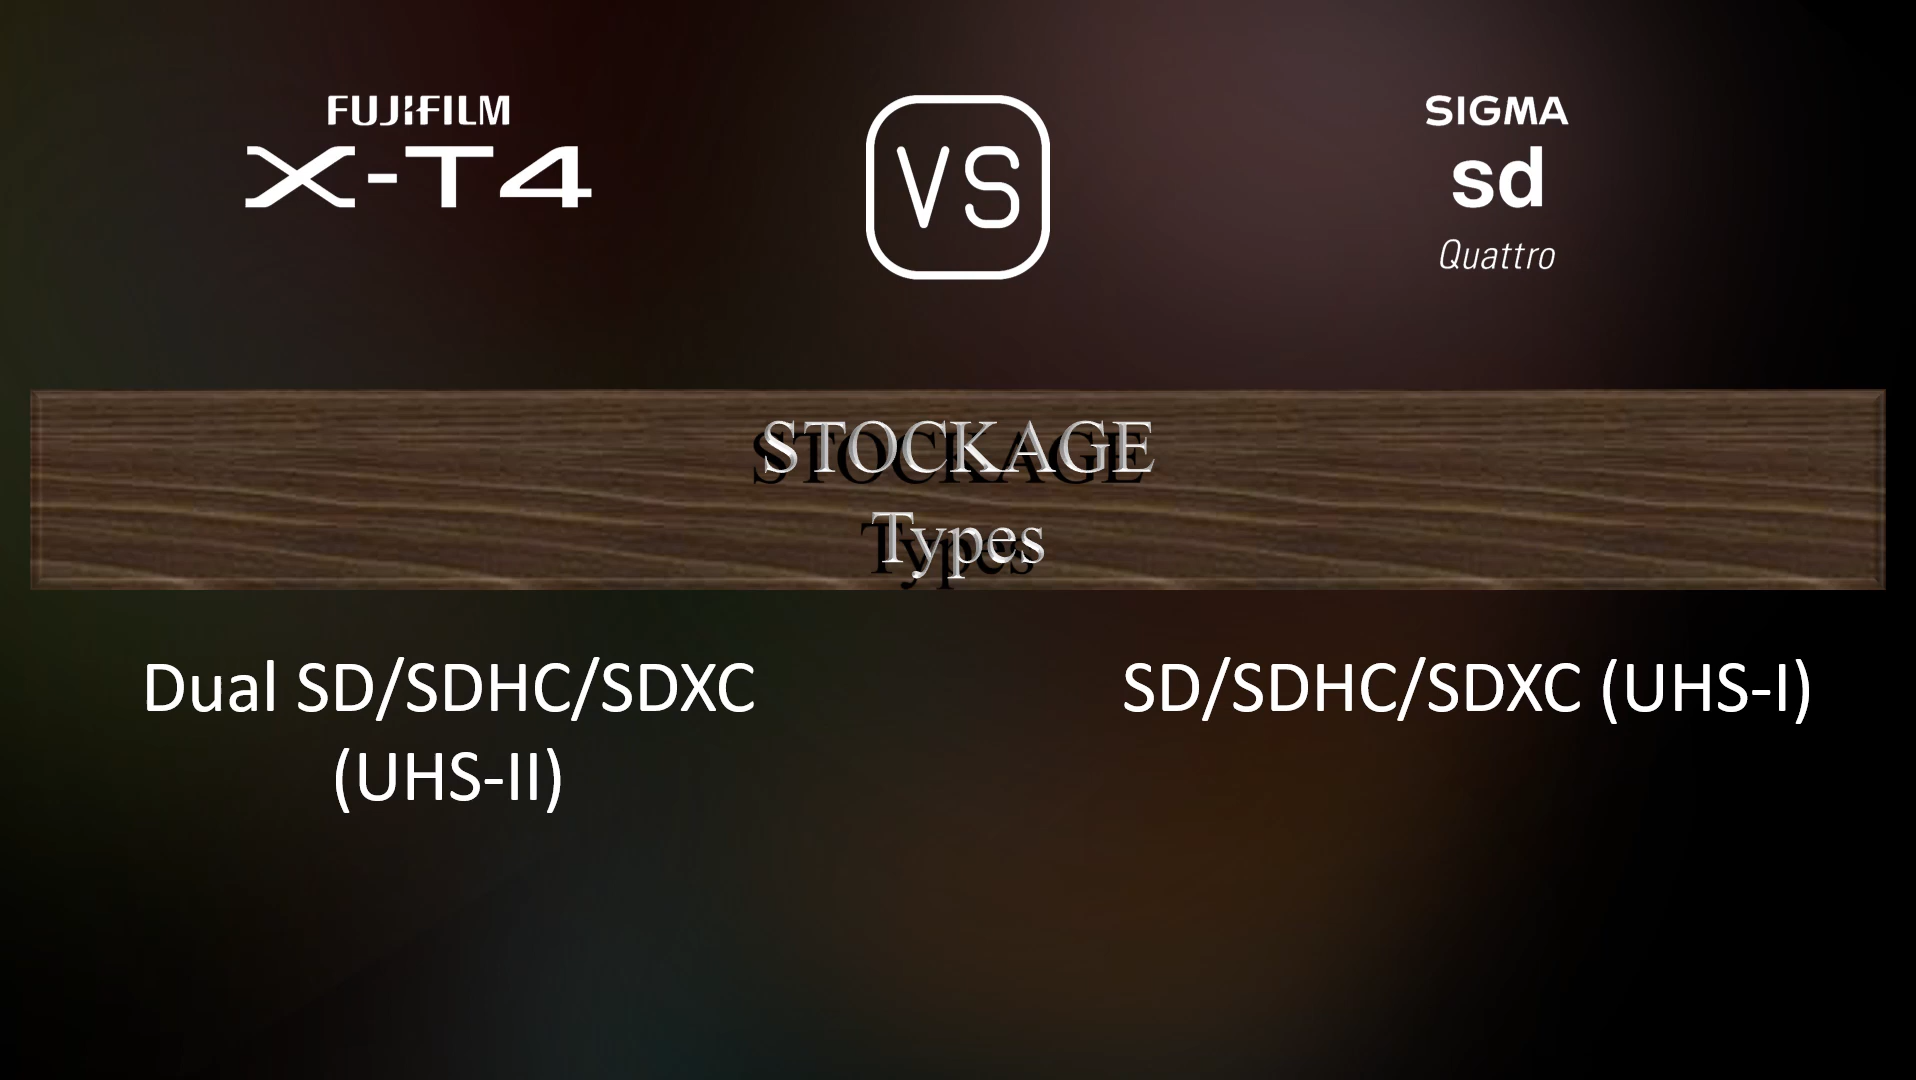 FUJIFILM
X-T4
VS
SIGMA
sd
Quattro
STOCKAGE
Types
Dual SD/SDHC/SDXC
(UHS-II)
SD/SDHC/SDXC (UHS-I)